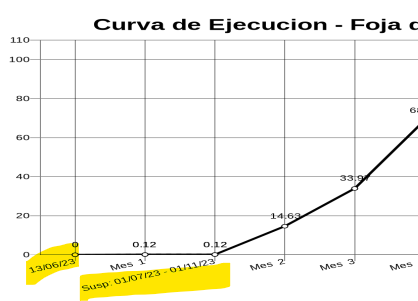 Curva de Ejecucion - Foja d
110
100
80
60
40
20
0
0
0.12
0.12
14.63
33.97
68
13/06/23
Mes 1
Susp: 01/07/23 - 01/11/23
Mes 2
Mes 3
Mes